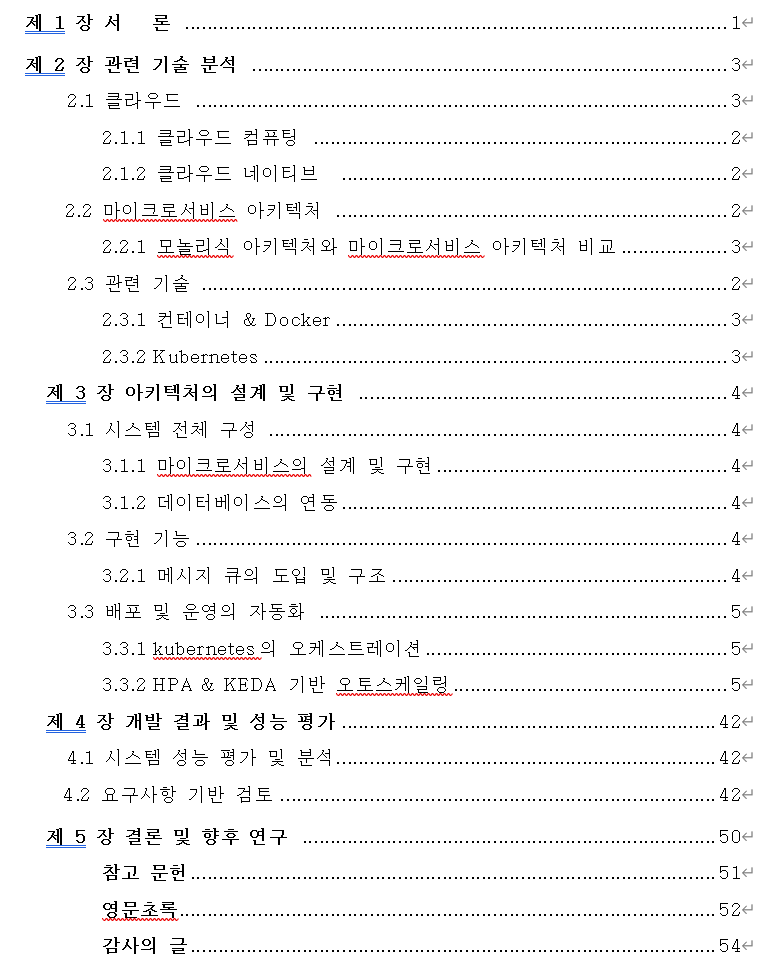 제 1 장 서 론 ........................................ 1
제 2 장 관련 기술 분석 ........................................ 3
2.1 클라우드 ........................................ 3
2.1.1 클라우드 컴퓨팅 ........................................ 2
2.1.2 클라우드 네이티브 ........................................ 2
2.2 마이크로서비스 아키텍처 ........................................ 2
2.2.1 모놀리식 아키텍처와 마이크로서비스 아키텍처 비교 ................ 3
2.3 관련 기술 ........................................ 2
2.3.1 컨테이너 & Docker ........................................ 3
2.3.2 Kubernetes ........................................ 3
제 3 장 아키텍처의 설계 및 구현 ........................................ 4
3.1 시스템 전체 구성 ........................................ 4
3.1.1 마이크로서비스의 설계 및 구현 ........................................ 4
3.1.2 데이터베이스의 연동 ........................................ 4
3.2 구현 기능 ........................................ 4
3.2.1 메시지 큐의 도입 및 구조 ........................................ 4
3.3 배포 및 운영의 자동화 ........................................ 5
3.3.1 kubernetes의 오케스트레이션 ........................................ 5
3.3.2 HPA & KEDA 기반 오토스케일링 ........................................ 5
제 4 장 개발 결과 및 성능 평가 ........................................ 42
4.1 시스템 성능 평가 및 분석 ........................................ 42
4.2 요구사항 기반 검토 ........................................ 42
제 5 장 결론 및 향후 연구 ........................................ 50
참고 문헌 ........................................ 51
영문초록 ........................................ 52
감사의 글 ........................................ 54